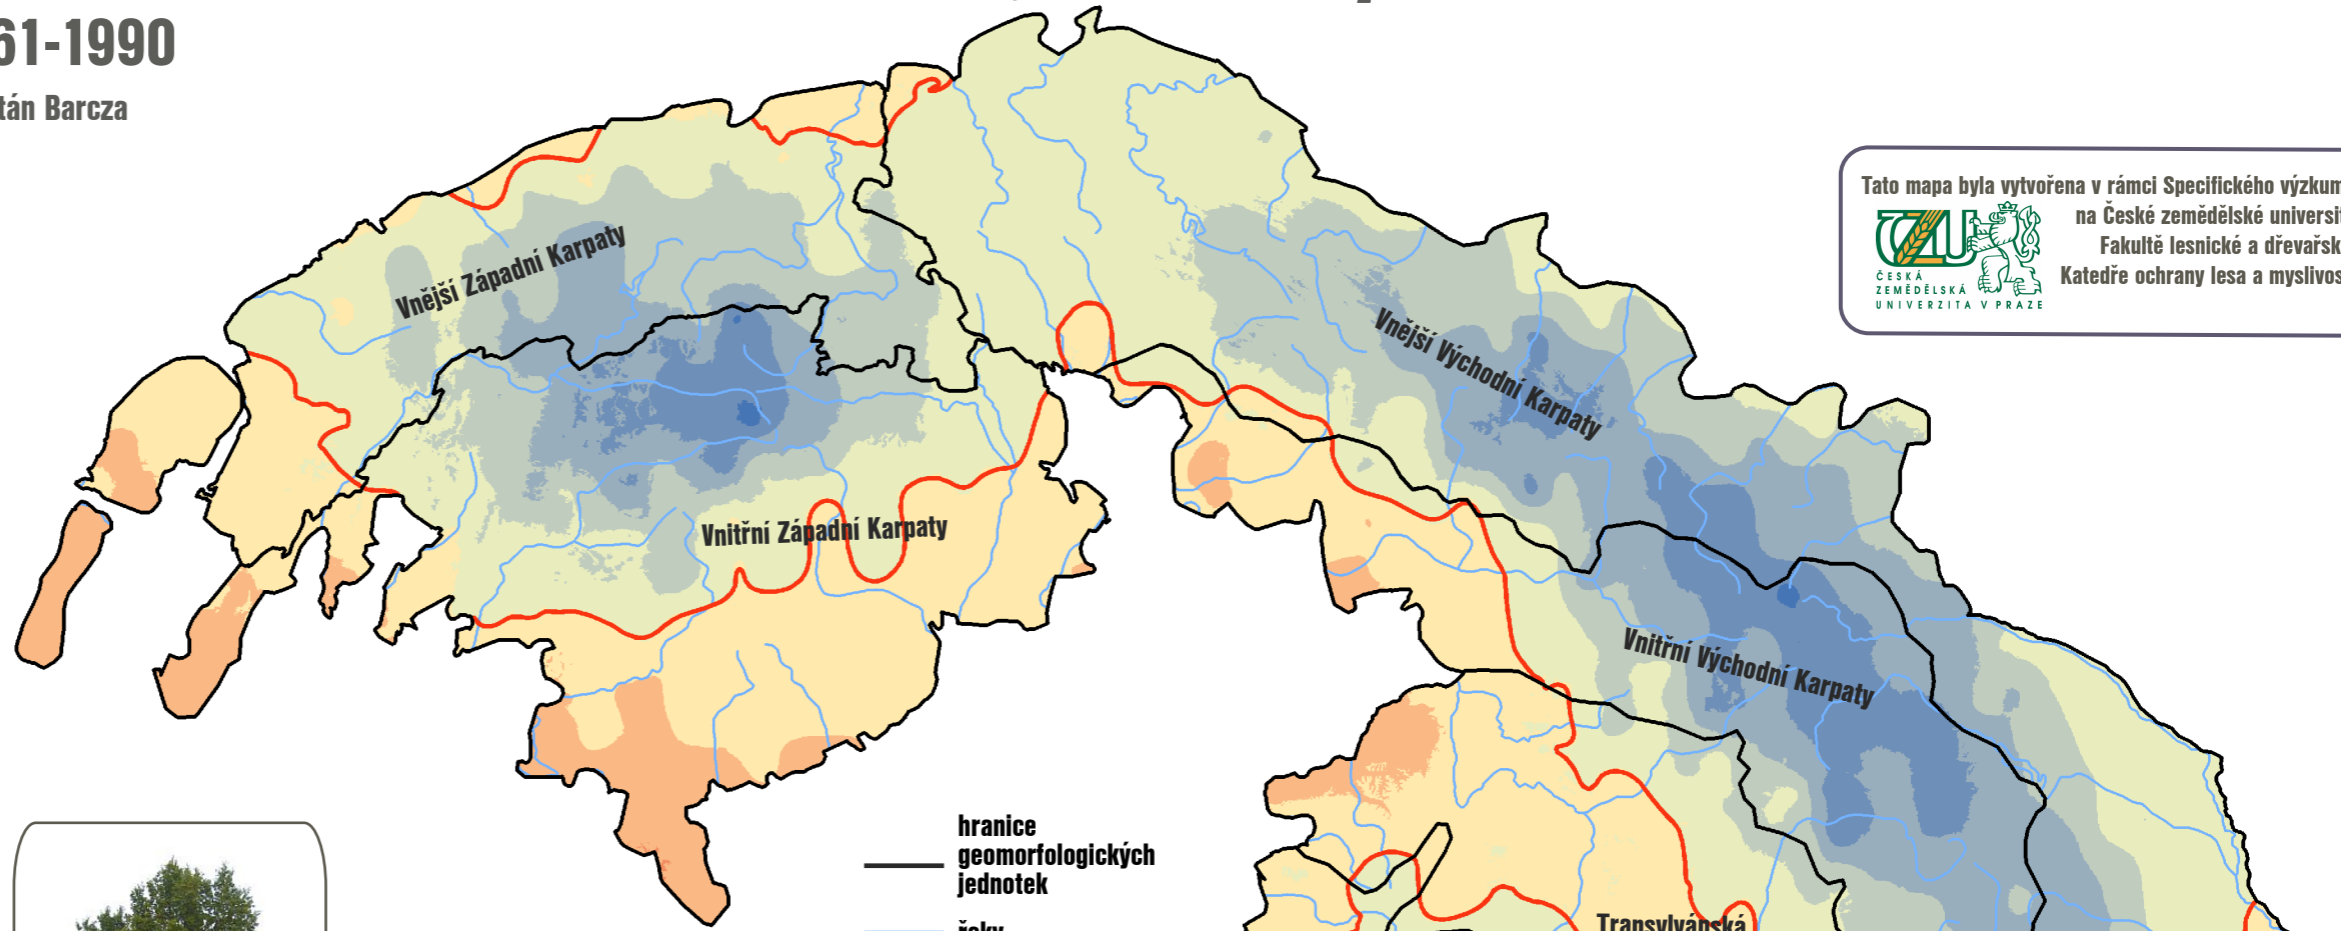 61-1990
tán Barcza
Tato mapa byla vytvořena v rámci Specifického výzkum
na České zemědělské universit
Fakultě lesnické a dřevařsk
Katedře ochrany lesa a myslivos
ČZU
ČESKÁ
ZEMĚDĚLSKÁ
UNIVERZITA V PRAZE
Vnější Západní Karpaty
Vnější Východní Karpaty
Vnitřní Západní Karpaty
Vnitřní Východní Karpaty
hranice
geomorfologických
jednotek
řeky
Transylvánská